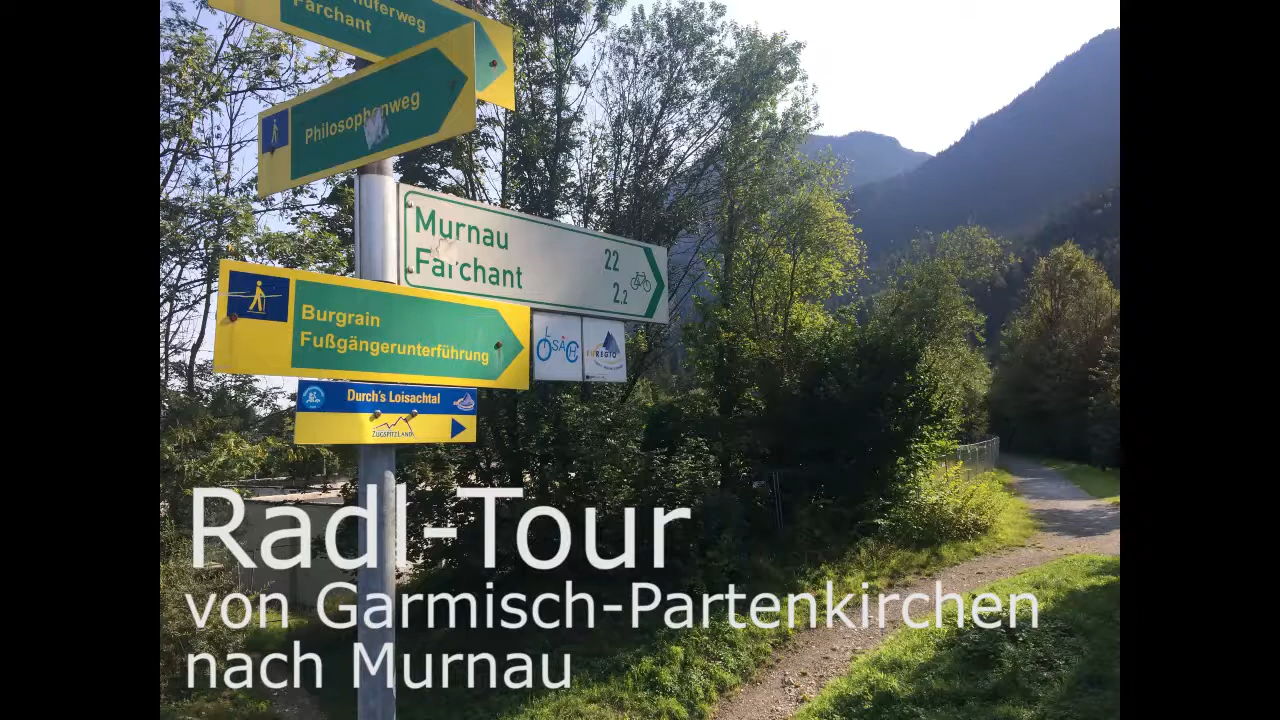 Farchant
Philosophenweg
Murnau 22
Farchant 2.2
Burgrain
Fußgängerunterführung
EUREGIO
Durch's Loisachtal
ZUGSPITZLAND
Radl-Tour
von Garmisch-Partenkirchen
nach Murnau